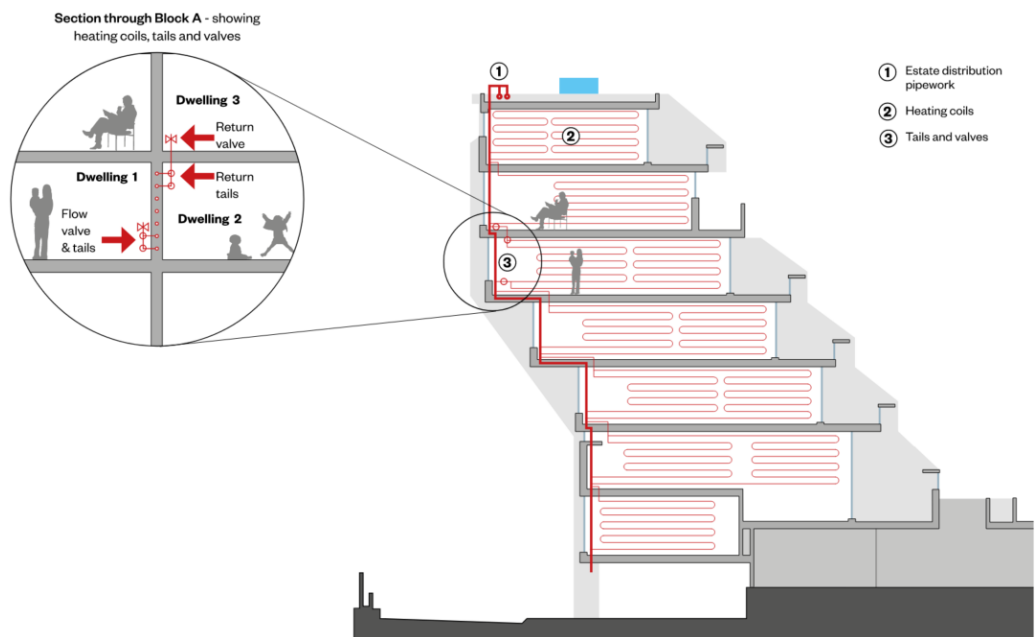 Section through Block A - showing
heating coils, tails and valves
Dwelling 3
Return
valve
Dwelling 1
Return
tails
Dwelling 2
Flow
valve
& tails
1
2
3
1 Estate distribution
pipework
2 Heating coils
3 Tails and valves